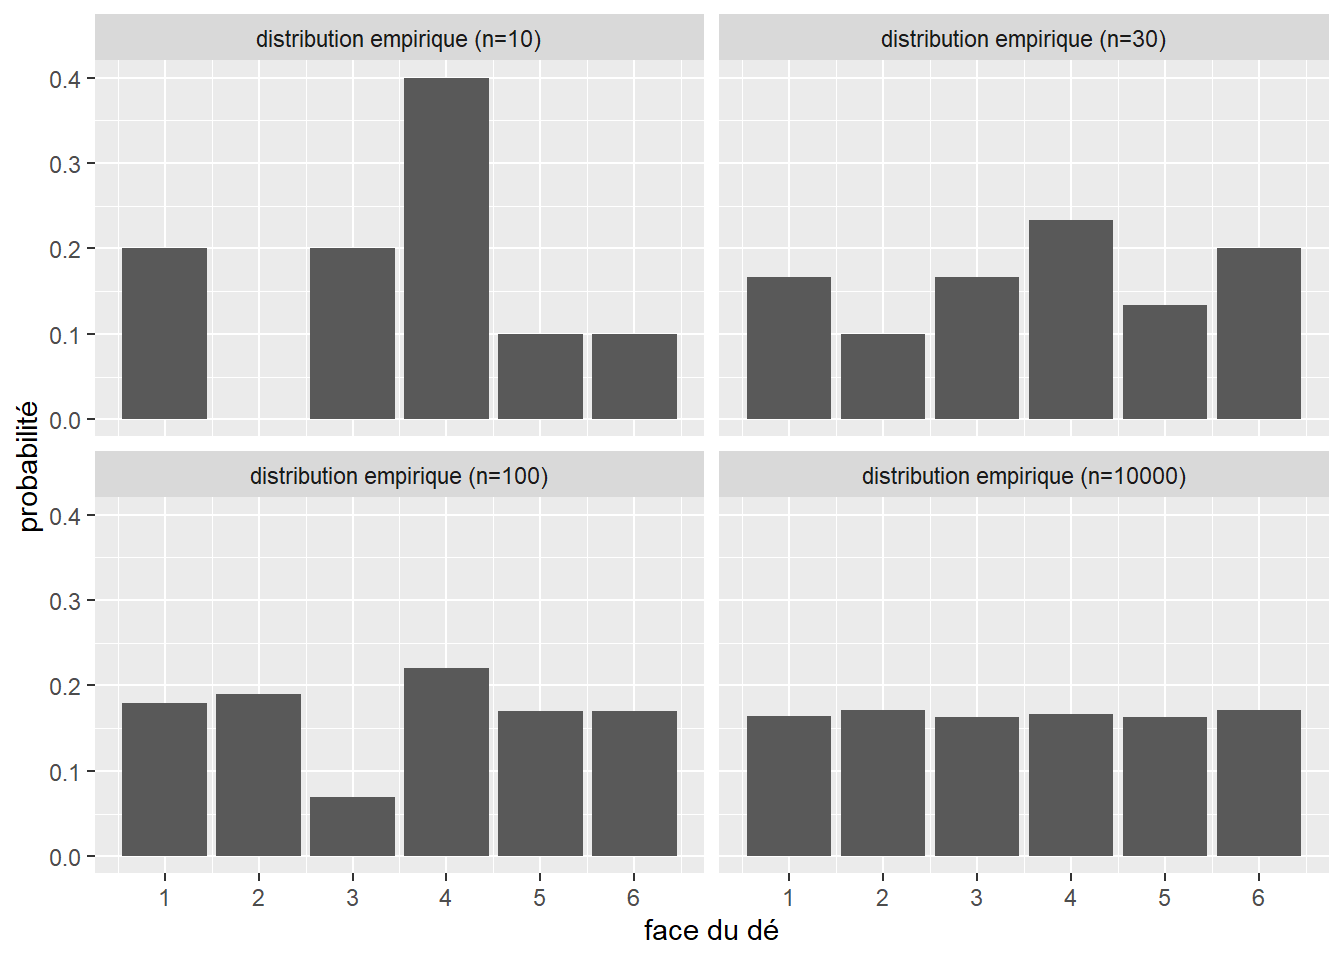 distribution empirique (n=10)
distribution empirique (n=30)
0.4
0.3
0.2
0.1
0.0
distribution empirique (n=100)
distribution empirique (n=10000)
0.4
0.3
0.2
0.1
0.0
probabilité
1 2 3 4 5 6
1 2 3 4 5 6
face du dé